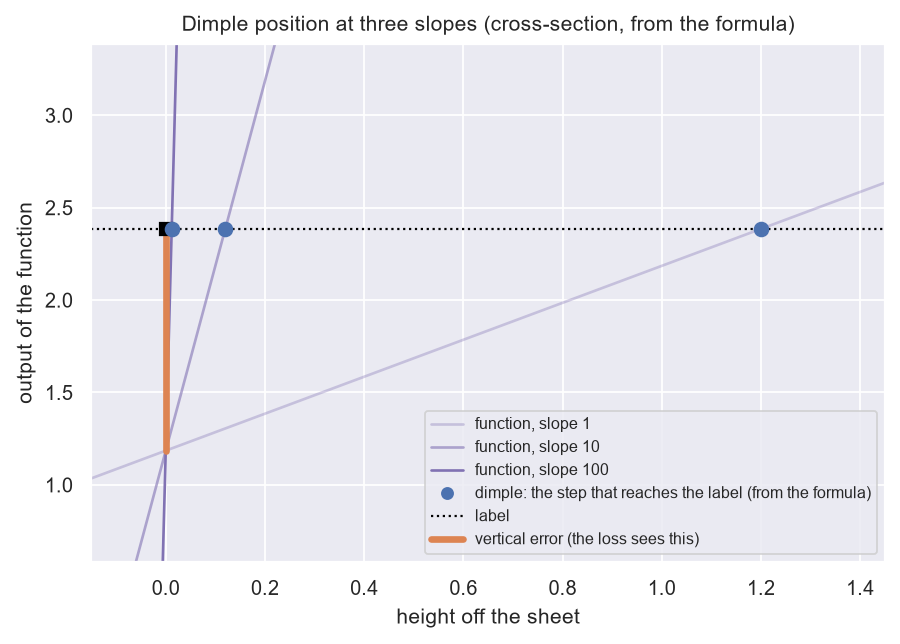 Dimple position at three slopes (cross-section, from the formula)
output of the function
3.0
2.5
2.0
1.5
1.0
function, slope 1
function, slope 10
function, slope 100
dimple: the step that reaches the label (from the formula)
label
vertical error (the loss sees this)
0.0 0.2 0.4 0.6 0.8 1.0 1.2 1.4
height off the sheet